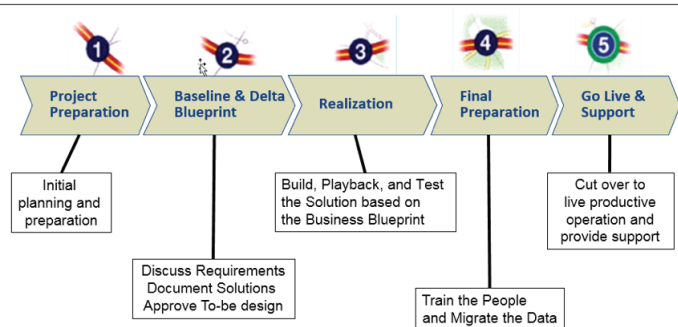 1
2
3
4
5
Project
Preparation
Baseline & Delta
Blueprint
Realization
Final
Preparation
Go Live &
Support
Initial
planning and
preparation
Discuss Requirements
Document Solutions
Approve To-be design
Build, Playback, and Test
the Solution based on
the Business Blueprint
Train the People
and Migrate the Data
Cut over to
live productive
operation and
provide support